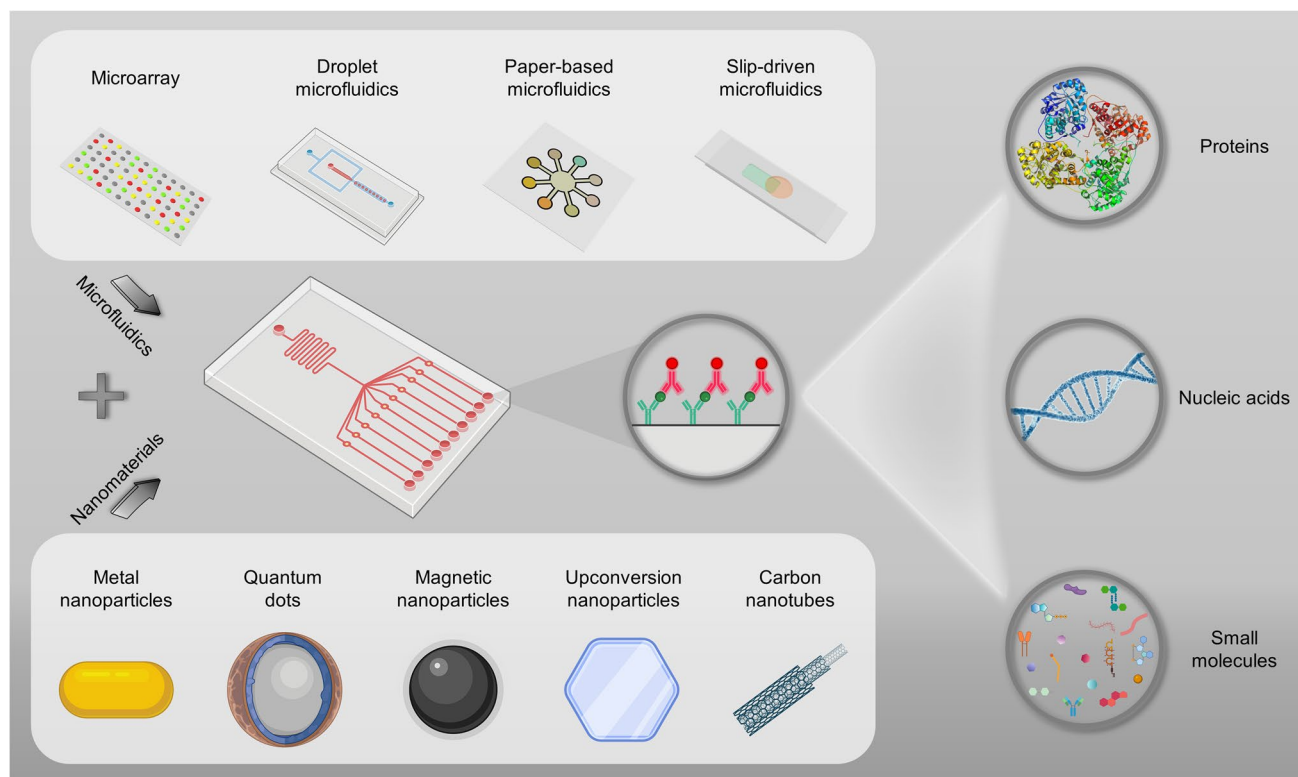 Microarray
Droplet
microfluidics
Paper-based
microfluidics
Slip-driven
microfluidics
Microfluidics
Nanomaterials
Metal
nanoparticles
Quantum
dots
Magnetic
nanoparticles
Upconversion
nanoparticles
Carbon
nanotubes
Proteins
Nucleic acids
Small
molecules